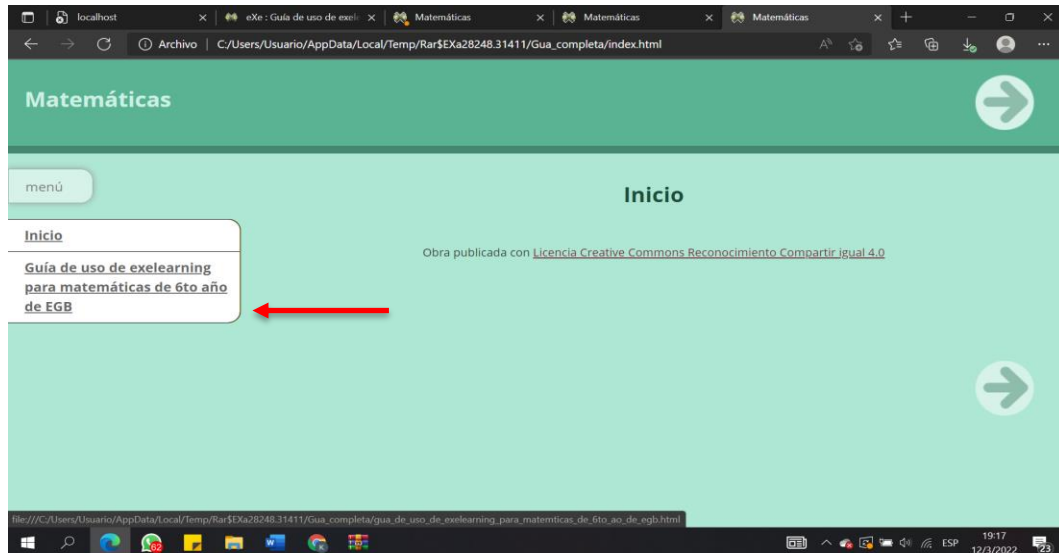 localhost
eXe : Guía de uso de exele
Matemáticas
Matemáticas
Matemáticas
Archivo | C:/Users/Usuario/AppData/Local/Temp/Rar$EXa28248.31411/Gua_completa/index.html
Matemáticas
menú
Inicio
Inicio
Obra publicada con Licencia Creative Commons Reconocimiento Compartir igual 4.0
Guía de uso de exelearning
para matemáticas de 6to año
de EGB
file:///C:/Users/Usuario/AppData/Local/Temp/Rar$EXa28248.31411/Gua_completa/gua_de_uso_de_exelearning_para_matemticas_de_6to_ao_de_egb.html
62
ESP
19:17
12/3/2022
23